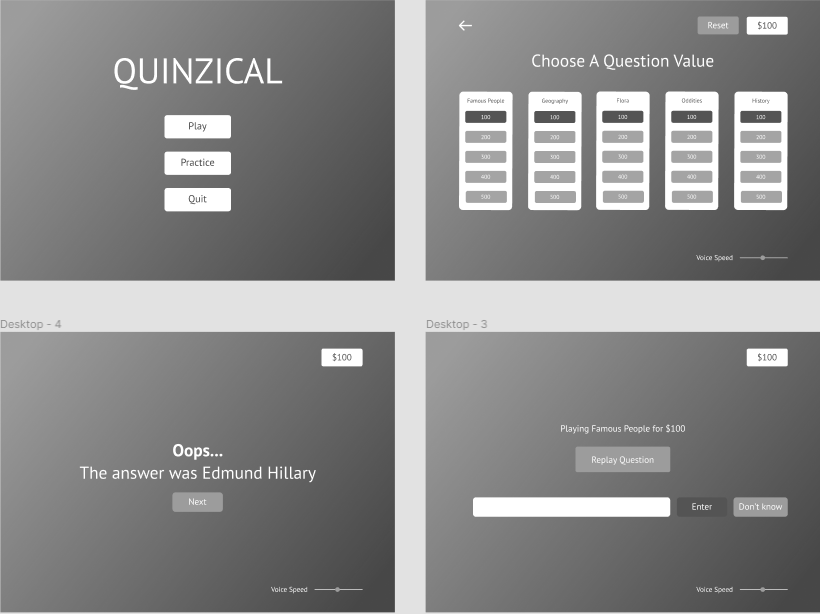 QUINZICAL
Play
Practice
Quit
Reset $100
Choose A Question Value
Famous People Geography Flora Oddities History
100 100 100 100 100
200 200 200 200 200
300 300 300 300 300
400 400 400 400 400
500 500 500 500 500
Voice Speed
Desktop - 4
$100
Oops...
The answer was Edmund Hillary
Next
Voice Speed
Desktop - 3
$100
Playing Famous People for $100
Replay Question
Enter Don't know
Voice Speed